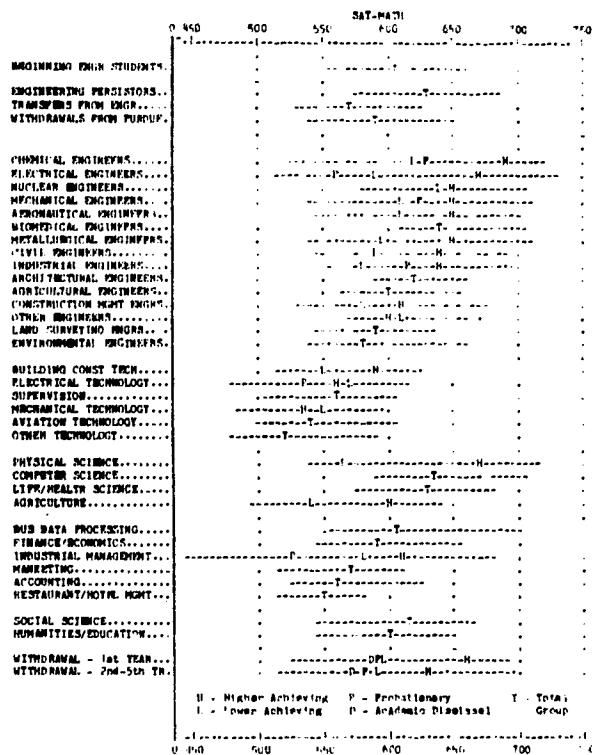 SAT-MATH
0 450 500 550 600 650 700 750
BEGINNING ENGR STUDENTS.
ENGINEERING PERSISTORS..
TRANSFERS FROM ENGR.....
WITHDRAWALS FROM PURDUE.
CHEMICAL ENGINEERS......
ELECTRICAL ENGINEERS....
NUCLEAR ENGINEERS.......
MECHANICAL ENGINEERS....
AERONAUTICAL ENGINEERS
BIOMEDICAL ENGINEERS....
METALLURGICAL ENGINEERS.
CIVIL ENGINEERS.........
INDUSTRIAL ENGINEERS....
ARCHITECTURAL ENGINEERS.
AGRICULTURAL ENGINEERS..
CONSTRUCTION MGMT ENGRS.
OTHER ENGINEERS.........
LAND SURVEYING ENGRS....
ENVIRONMENTAL ENGINEERS.
BUILDING CONST TECH.....
ELECTRICAL TECHNOLOGY...
SUPERVISION.............
MECHANICAL TECHNOLOGY...
AVIATION TECHNOLOGY.....
OTHER TECHNOLOGY........
PHYSICAL SCIENCE........
COMPUTER SCIENCE........
LIFE/HEALTH SCIENCE.....
AGRICULTURE.............
BUS DATA PROCESSING.....
FINANCE/ECONOMICS.......
INDUSTRIAL MANAGEMENT...
MARKETING...............
ACCOUNTING..............
RESTAURANT/HOTEL MGMT...
SOCIAL SCIENCE..........
HUMANITIES/EDUCATION....
WITHDRAWAL - 1st YEAR...
WITHDRAWAL - 2nd-5th YR.
H - Higher Achieving P - Probationary T - Total
L - Lower Achieving D - Academic Dismissal Group
0 450 500 550 600 650 700 750